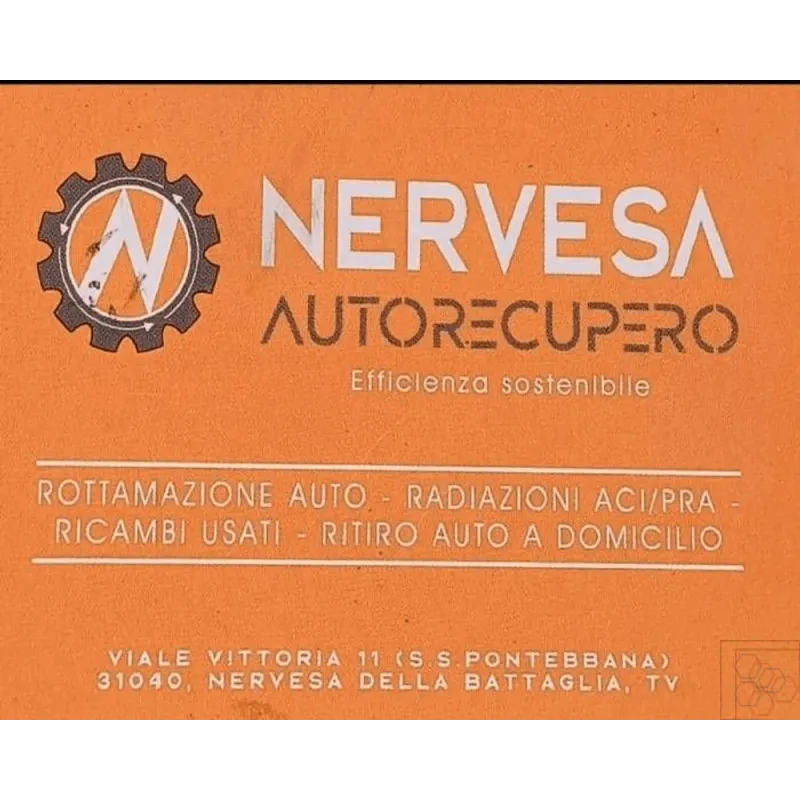 N
NERVESA
AUTORECUPERO
Efficienza sostenibile
ROTTAMAZIONE AUTO - RADIAZIONI ACI/PRA -
RICAMBI USATI - RITIRO AUTO A DOMICILIO
VIALE VITTORIA 11 (S.S.PONTEBBANA)
31040, NERVESA DELLA BATTAGLIA, TV